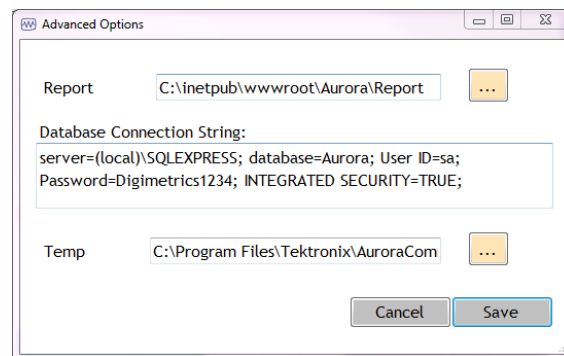 Advanced Options
Report C:\inetpub\wwwroot\Aurora\Report ...
Database Connection String:
server=(local)\SQLEXPRESS; database=Aurora; User ID=sa;
Password=Digimetrics1234; INTEGRATED SECURITY=TRUE;
Temp C:\Program Files\Tektronix\AuroraCom ...
Cancel Save